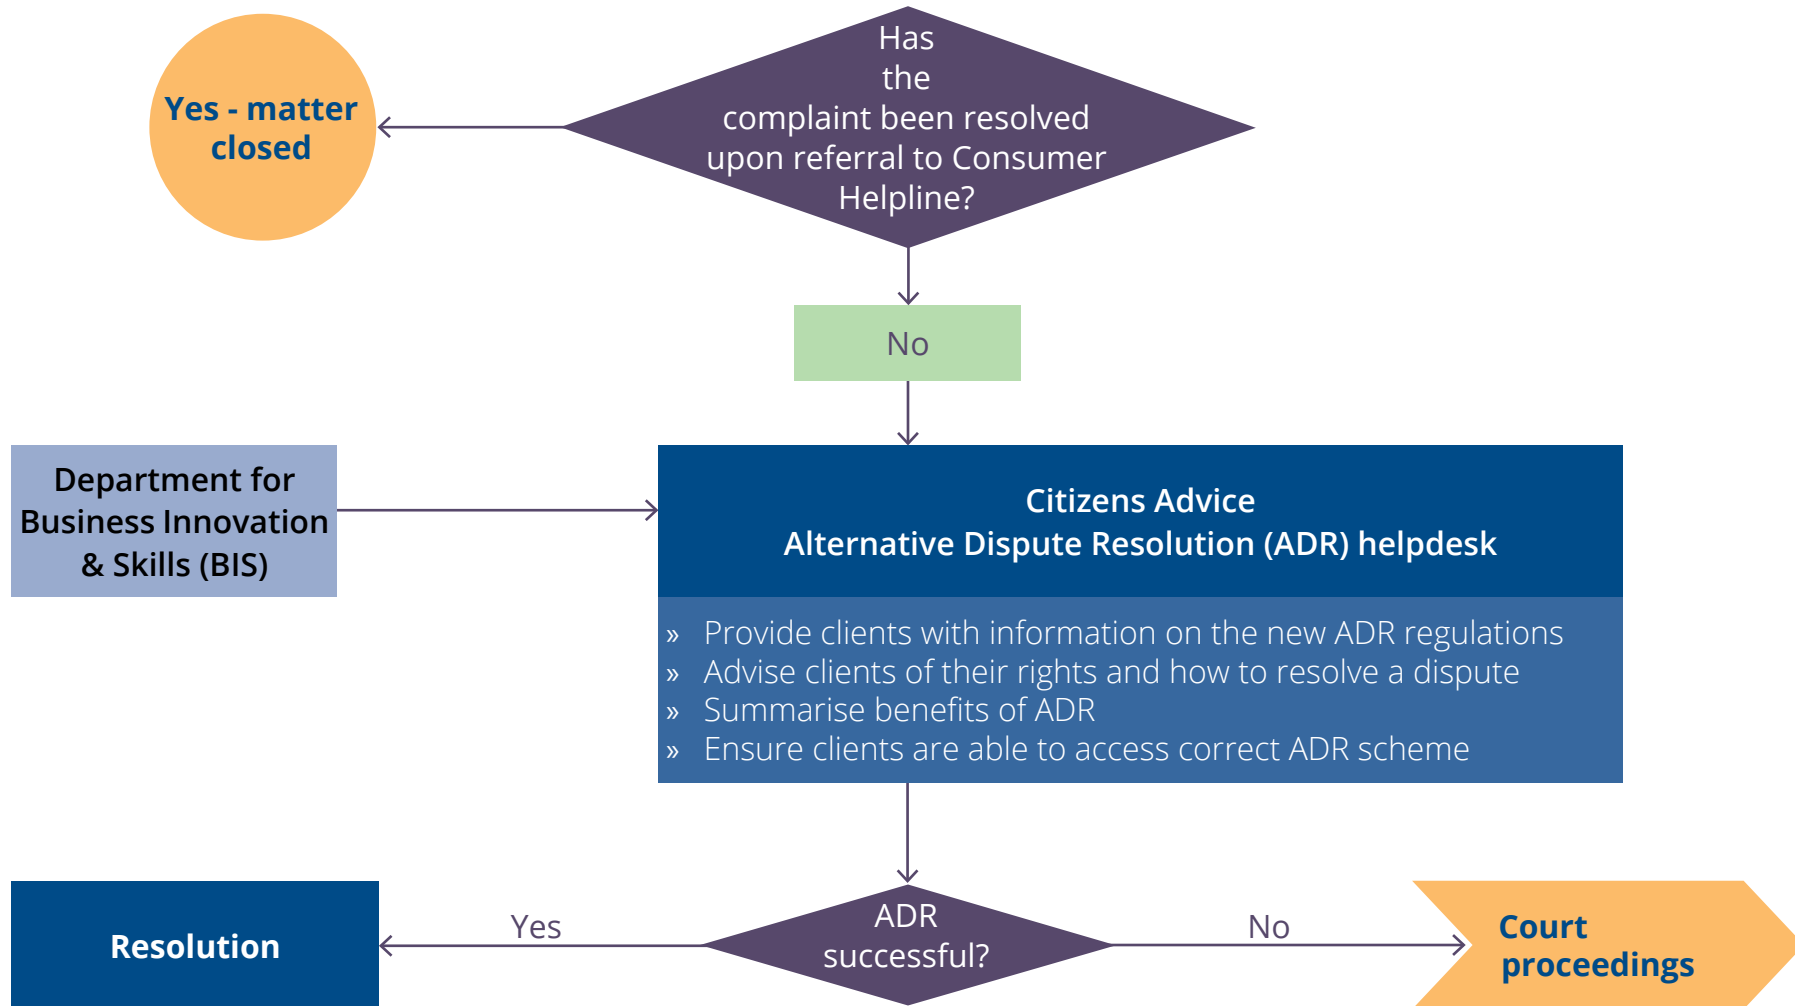 Has
the
complaint been resolved
upon referral to Consumer
Helpline?
Yes - matter
closed
No
Department for
Business Innovation
& Skills (BIS)
Citizens Advice
Alternative Dispute Resolution (ADR) helpdesk
» Provide clients with information on the new ADR regulations
» Advise clients of their rights and how to resolve a dispute
» Summarise benefits of ADR
» Ensure clients are able to access correct ADR scheme
ADR
successful?
Yes
No
Resolution
Court
proceedings